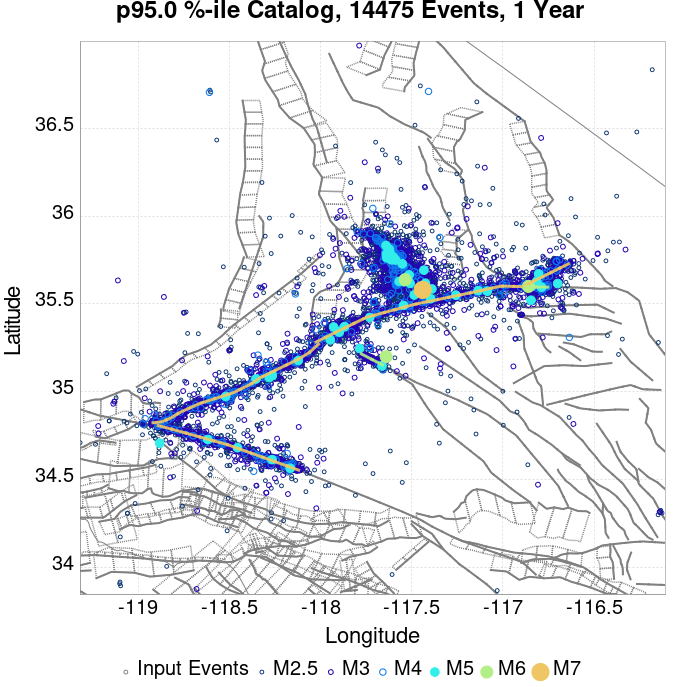 p95.0 %-ile Catalog, 14475 Events, 1 Year
Latitude
36.5
36
35.5
35
34.5
34
-119 -118.5 -118 -117.5 -117 -116.5
Longitude
Input Events M2.5 M3 M4 M5 M6 M7